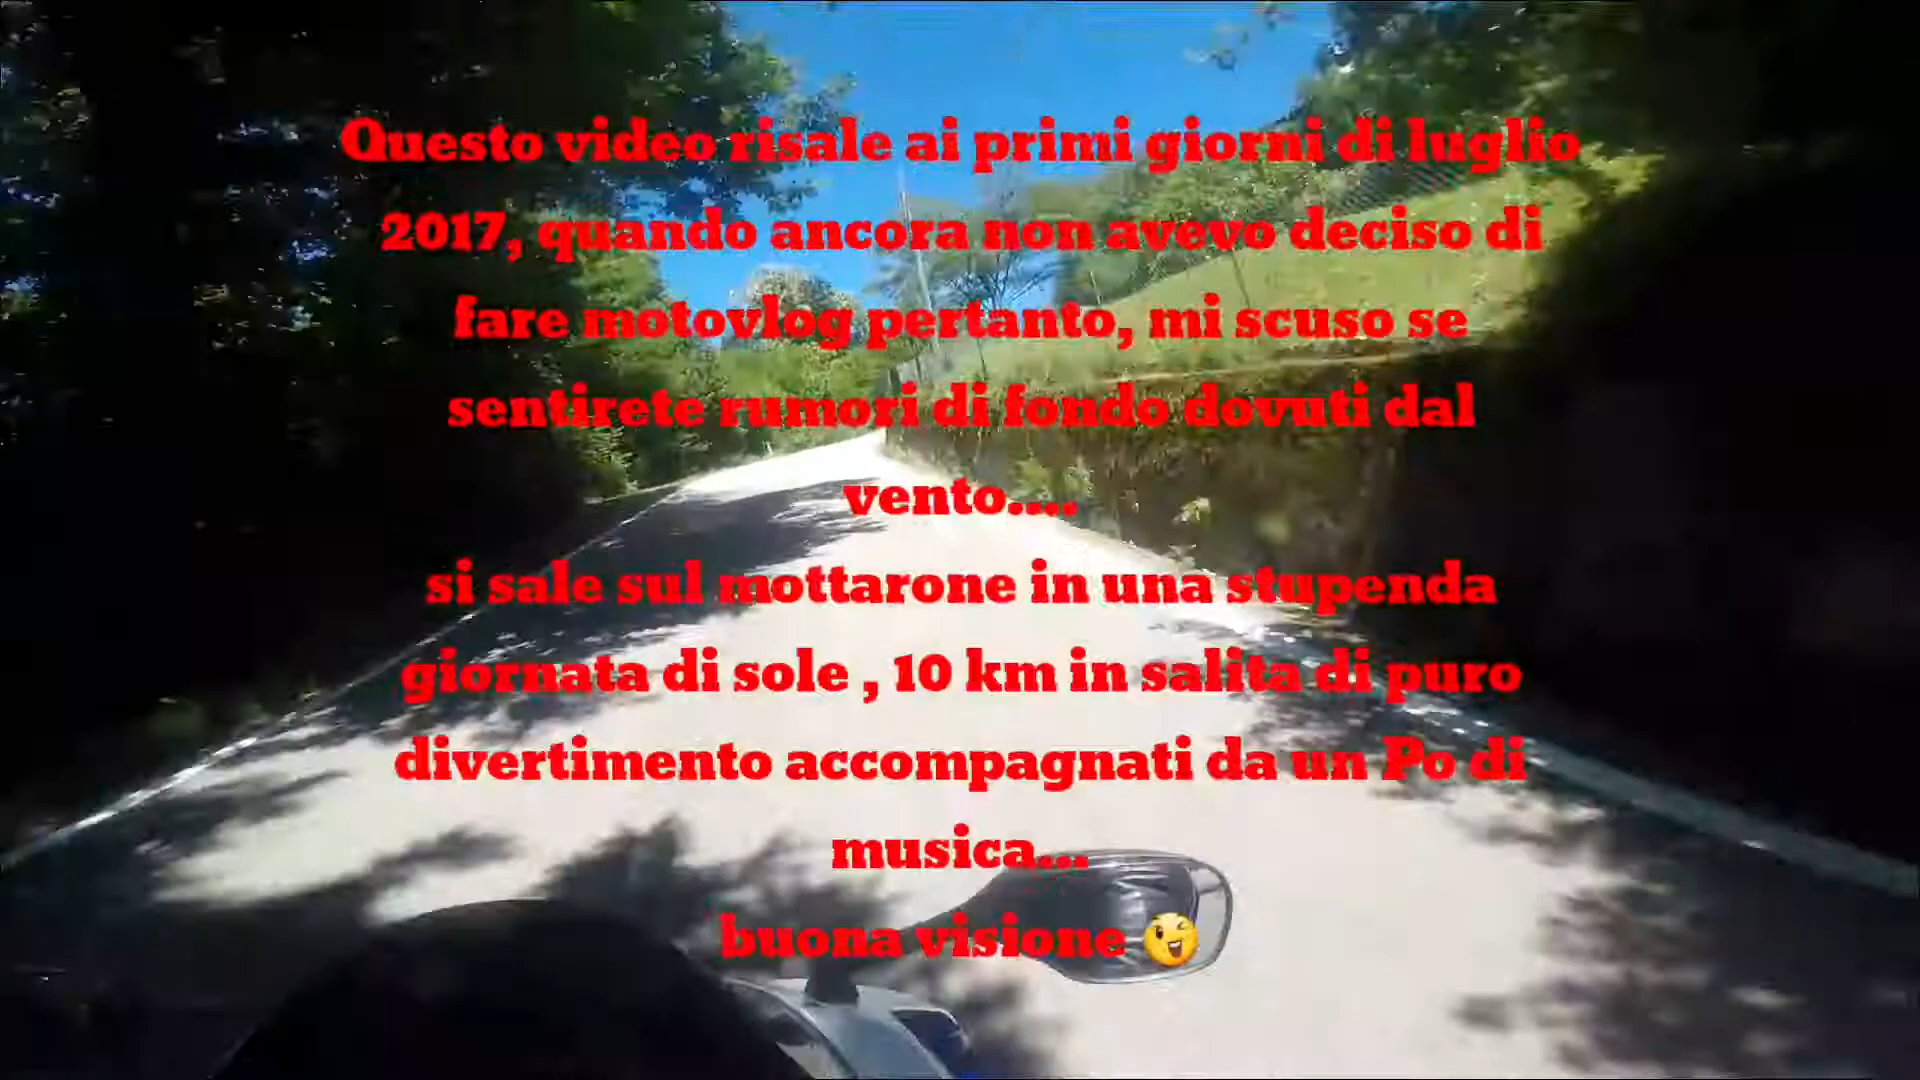 Questo video risale ai primi giorni di luglio
2017, quando ancora non avevo deciso di
fare motovlog pertanto, mi scuso se
sentirete rumori di fondo dovuti dal
vento....
si sale sul mottarone in una stupenda
giornata di sole , 10 km in salita di puro
divertimento accompagnati da un Po di
musica...
buona visione 😉